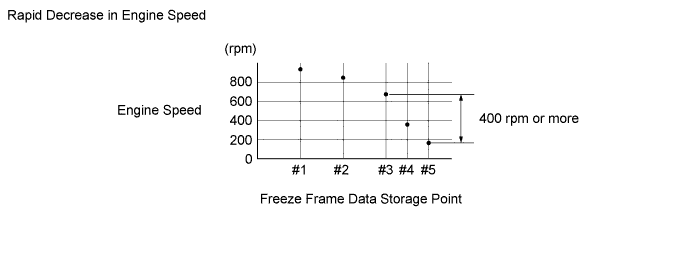 Rapid Decrease in Engine Speed
(rpm)
800
600
400
200
0
Engine Speed
400 rpm or more
#1 #2 #3 #4 #5
Freeze Frame Data Storage Point